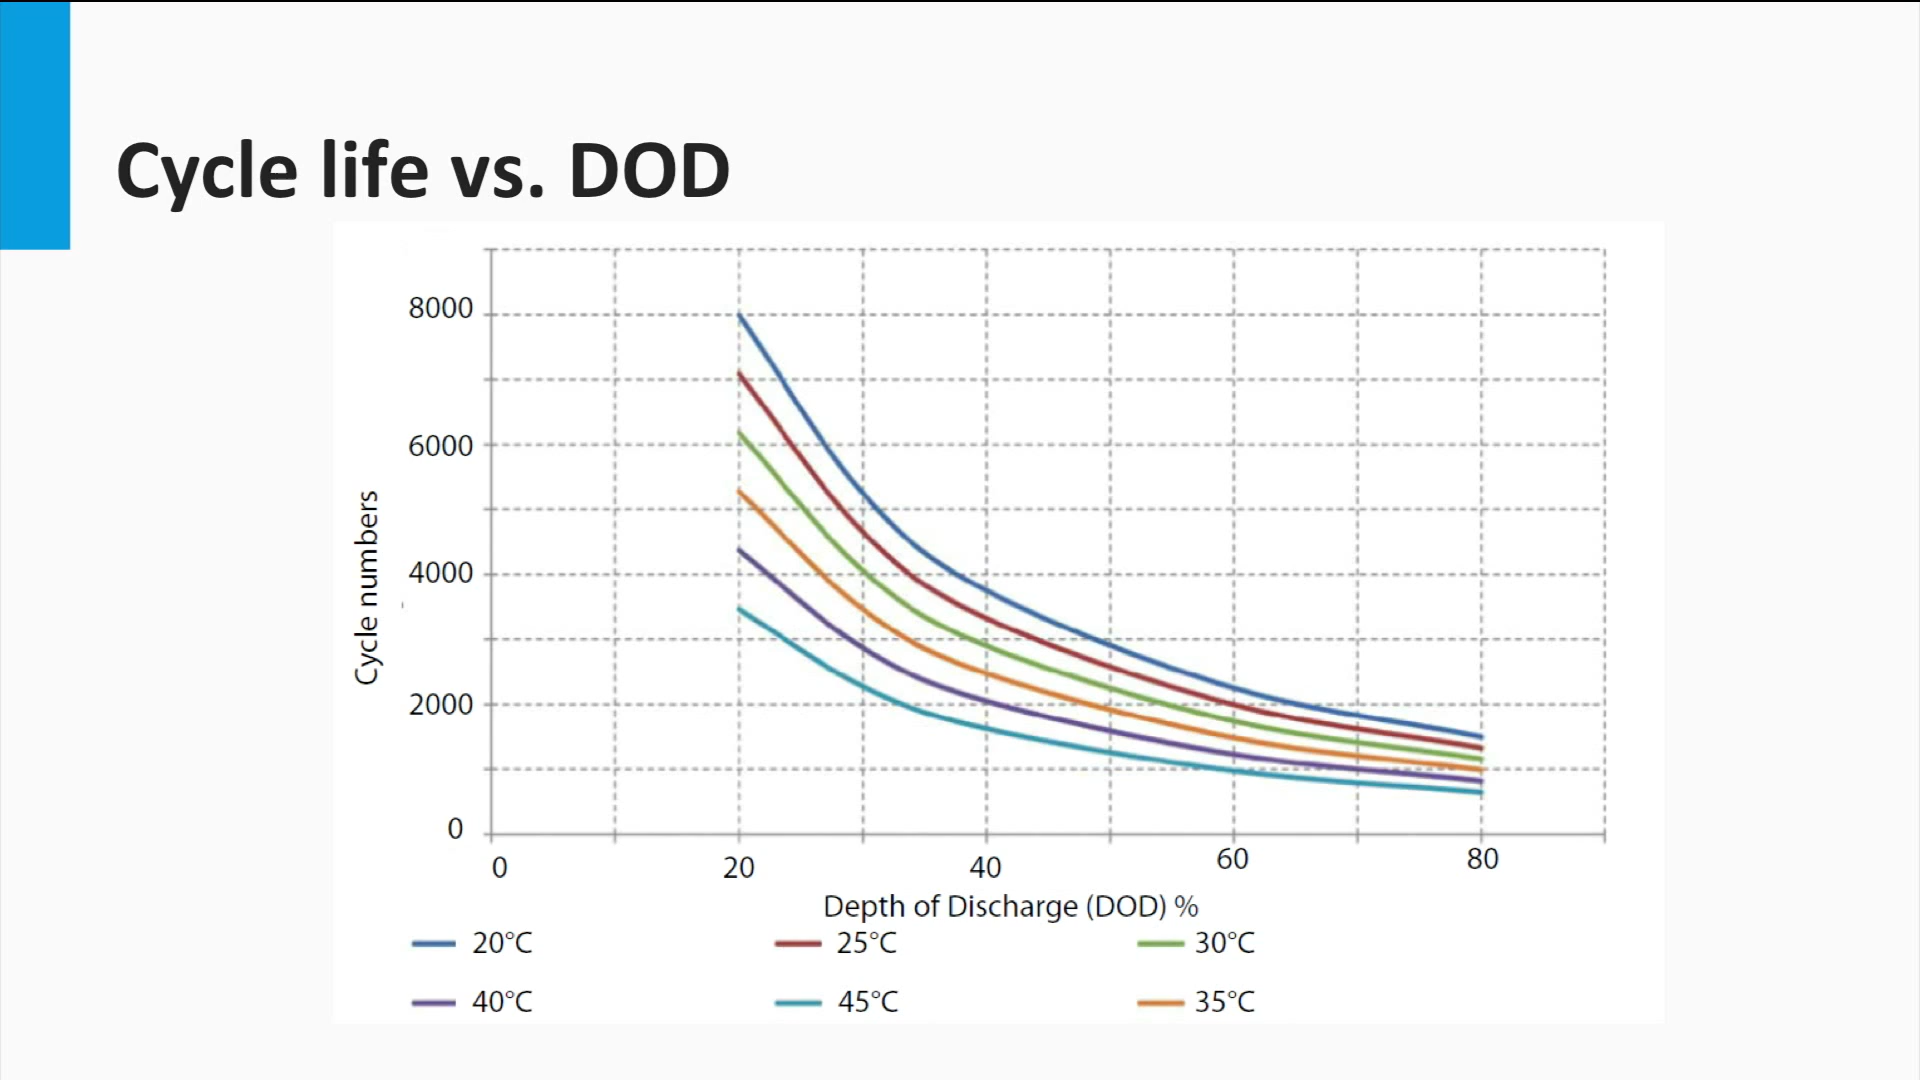 Cycle life vs. DOD
8000
6000
4000
2000
0
Cycle numbers
0 20 40 60 80
Depth of Discharge (DOD) %
20°C 25°C 30°C
40°C 45°C 35°C